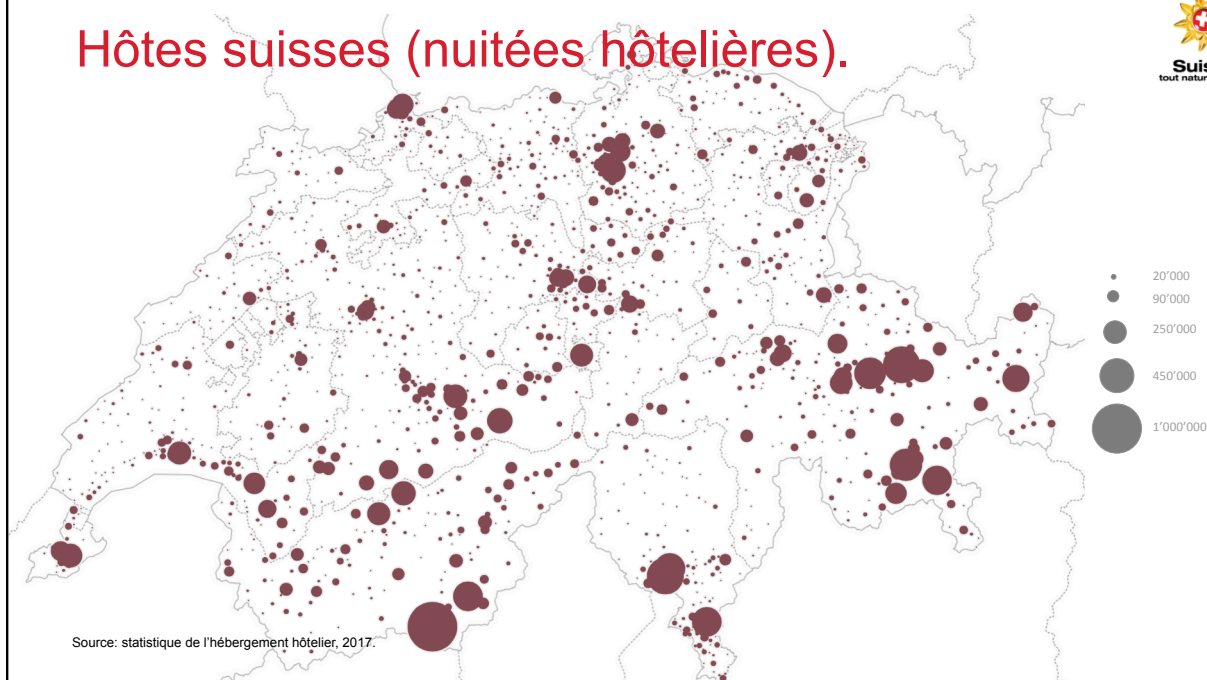 Hôtes suisses (nuitées hôtelières).
20’000
90’000
250’000
450’000
1’000’000
Source: statistique de l’hébergement hôtelier, 2017.